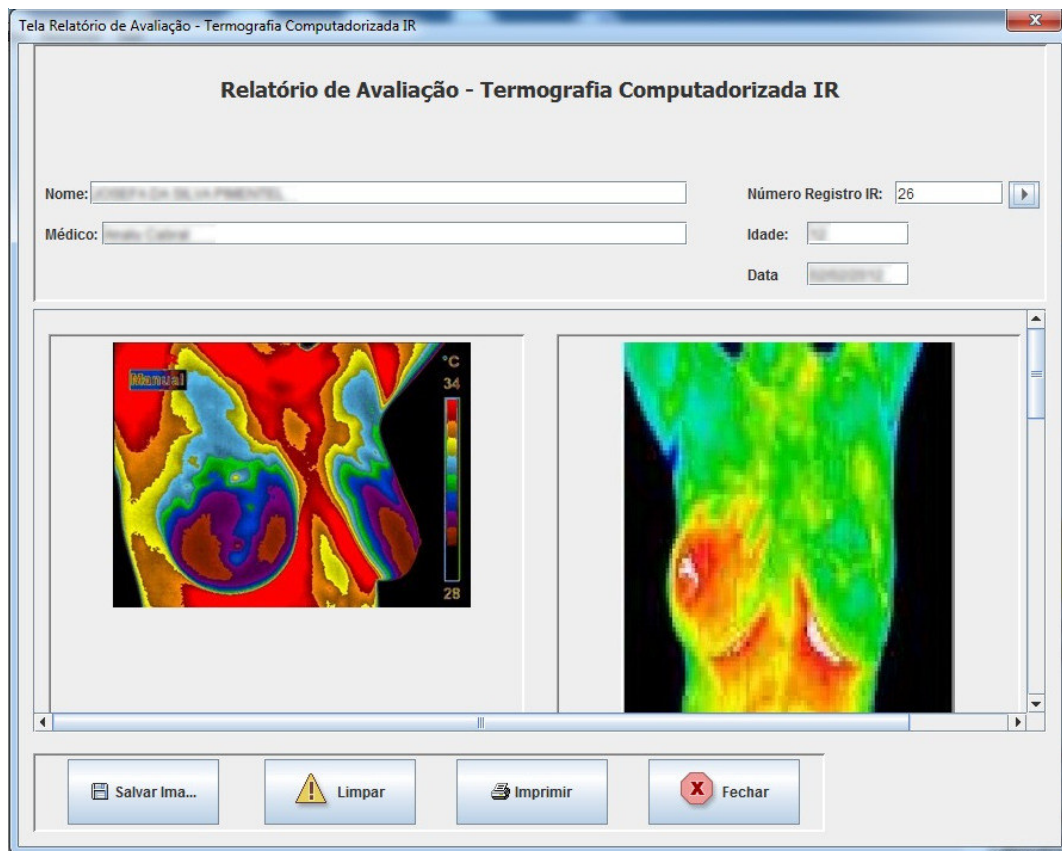 Tela Relatório de Avaliação - Termografia Computadorizada IR
Relatório de Avaliação - Termografia Computadorizada IR
Nome: Número Registro IR: 26
Médico: Idade:
Data
Manual
°C
34
28
Salvar Ima... Limpar Imprimir Fechar